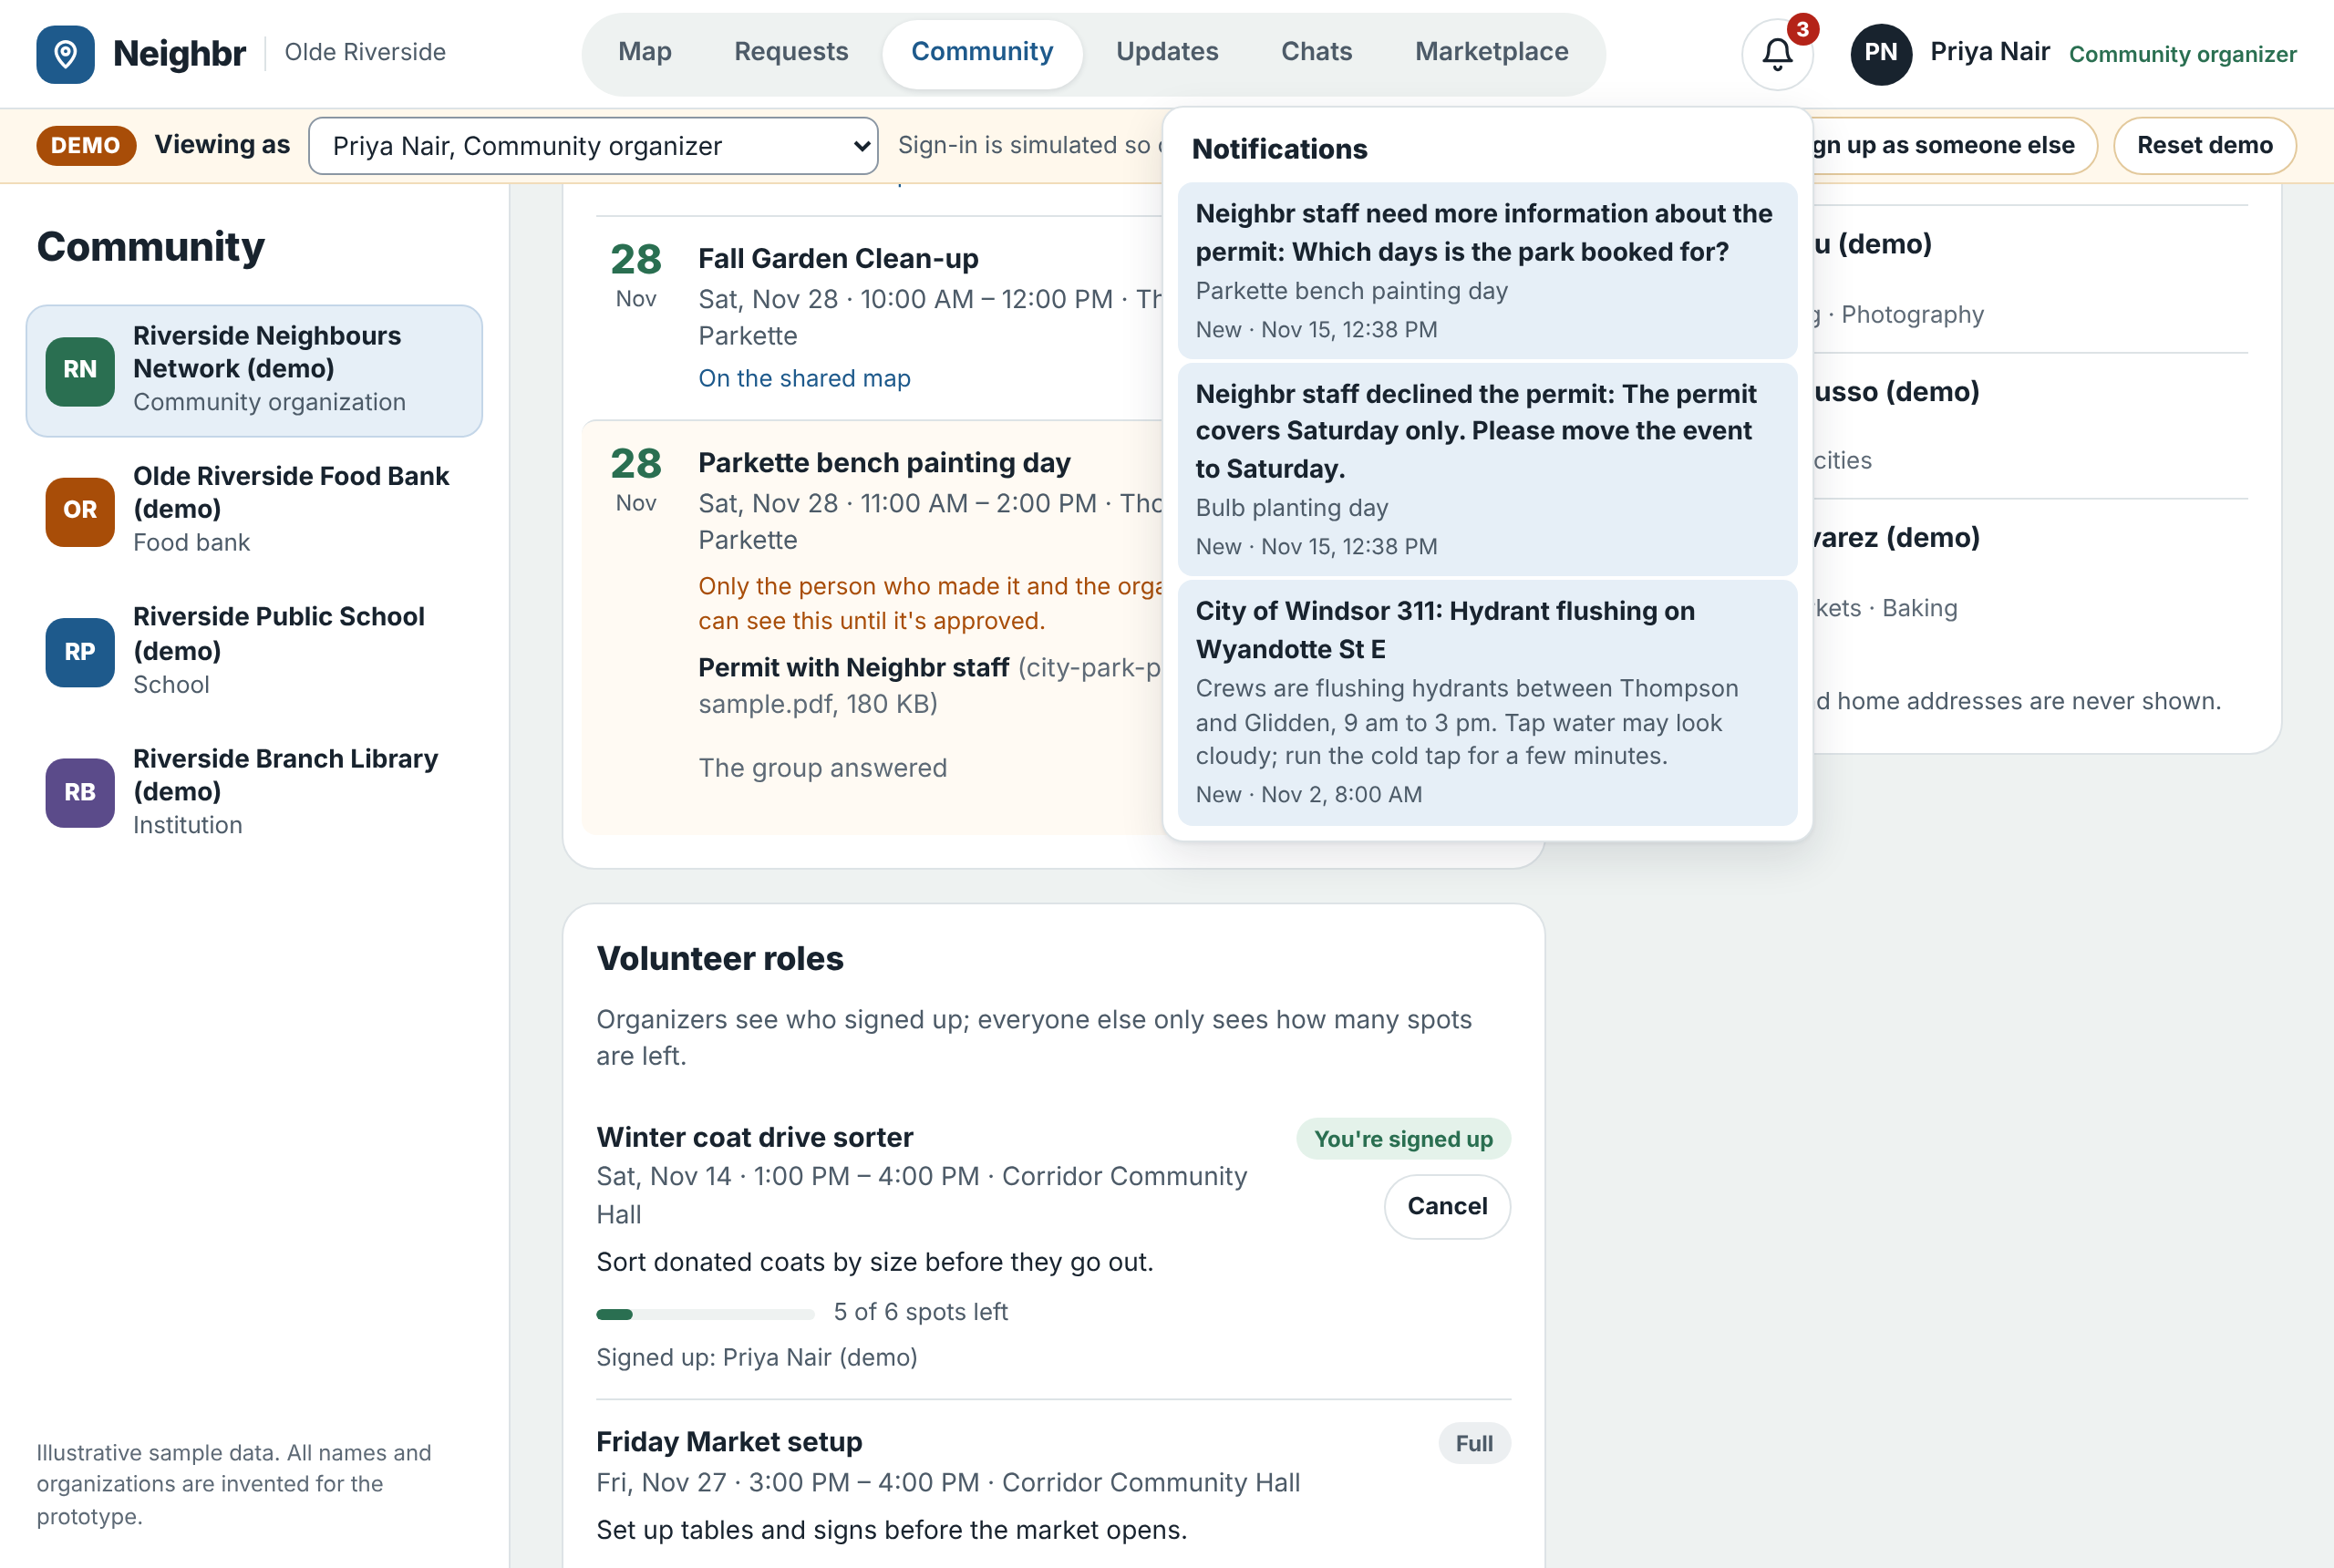 Neighbr
Olde Riverside
Map
Requests
Community
Updates
Chats
Marketplace
3
PN
Priya Nair
Community organizer
DEMO
Viewing as
Priya Nair, Community organizer
Sign-in is simulated so
gn up as someone else
Reset demo
Community
RN
Riverside Neighbours
Network (demo)
Community organization
OR
Olde Riverside Food Bank
(demo)
Food bank
RP
Riverside Public School
(demo)
School
RB
Riverside Branch Library
(demo)
Institution
Illustrative sample data. All names and
organizations are invented for the
prototype.
28
Nov
Fall Garden Clean-up
Sat, Nov 28 · 10:00 AM – 12:00 PM · Th
Parkette
On the shared map
28
Nov
Parkette bench painting day
Sat, Nov 28 · 11:00 AM – 2:00 PM · Tho
Parkette
Only the person who made it and the orga
can see this until it's approved.
Permit with Neighbr staff (city-park-p
sample.pdf, 180 KB)
The group answered
Notifications
Neighbr staff need more information about the
permit: Which days is the park booked for?
Parkette bench painting day
New · Nov 15, 12:38 PM
Neighbr staff declined the permit: The permit
covers Saturday only. Please move the event
to Saturday.
Bulb planting day
New · Nov 15, 12:38 PM
City of Windsor 311: Hydrant flushing on
Wyandotte St E
Crews are flushing hydrants between Thompson
and Glidden, 9 am to 3 pm. Tap water may look
cloudy; run the cold tap for a few minutes.
New · Nov 2, 8:00 AM
u (demo)
g · Photography
usso (demo)
cities
varez (demo)
kets · Baking
d home addresses are never shown.
Volunteer roles
Organizers see who signed up; everyone else only sees how many spots
are left.
Winter coat drive sorter
You're signed up
Sat, Nov 14 · 1:00 PM – 4:00 PM · Corridor Community
Hall
Cancel
Sort donated coats by size before they go out.
5 of 6 spots left
Signed up: Priya Nair (demo)
Friday Market setup
Full
Fri, Nov 27 · 3:00 PM – 4:00 PM · Corridor Community Hall
Set up tables and signs before the market opens.